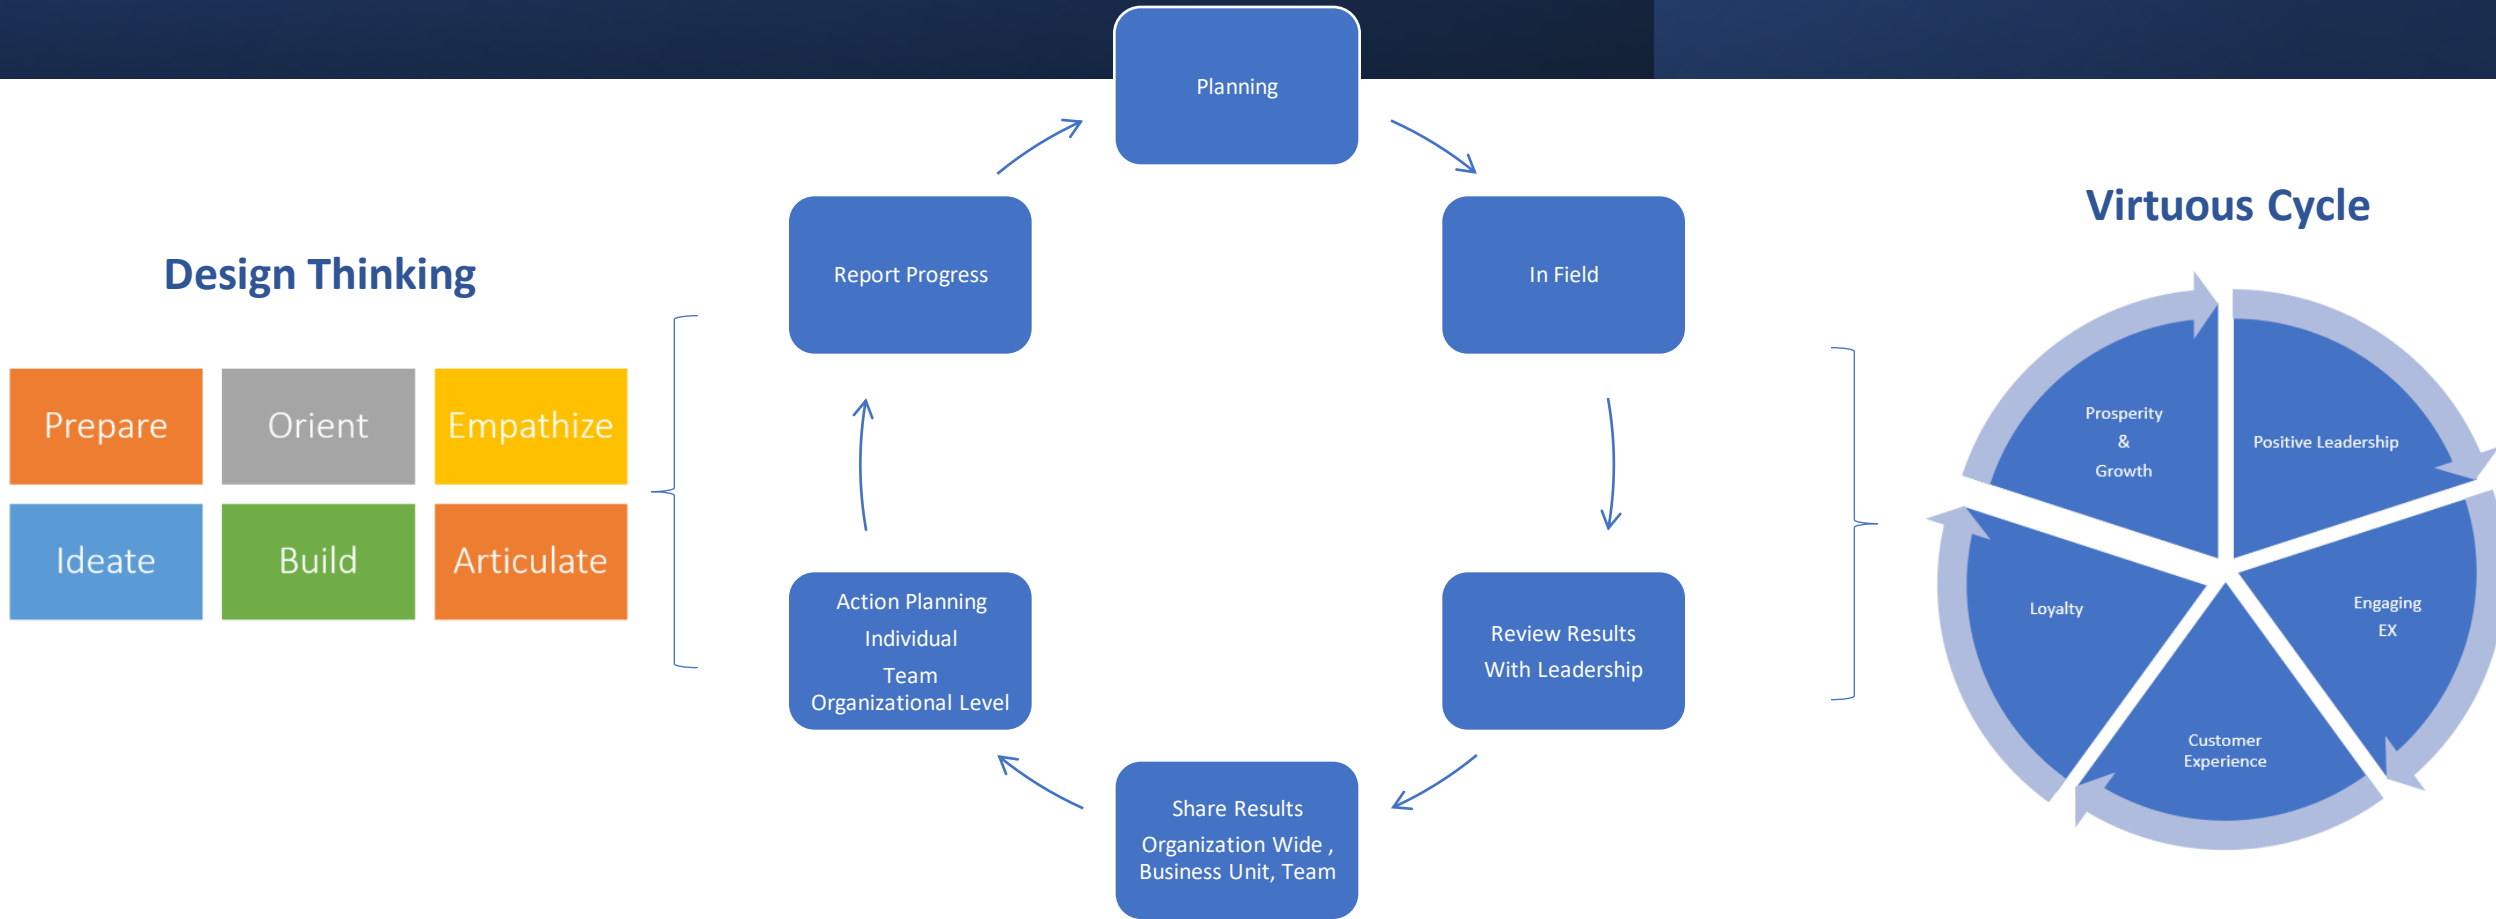 Design Thinking
Prepare
Orient
Empathize
Ideate
Build
Articulate
Planning
In Field
Review Results
With Leadership
Share Results
Organization Wide ,
Business Unit, Team
Action Planning
Individual
Team
Organizational Level
Report Progress
Virtuous Cycle
Positive Leadership
Engaging
EX
Customer
Experience
Loyalty
Prosperity
&
Growth